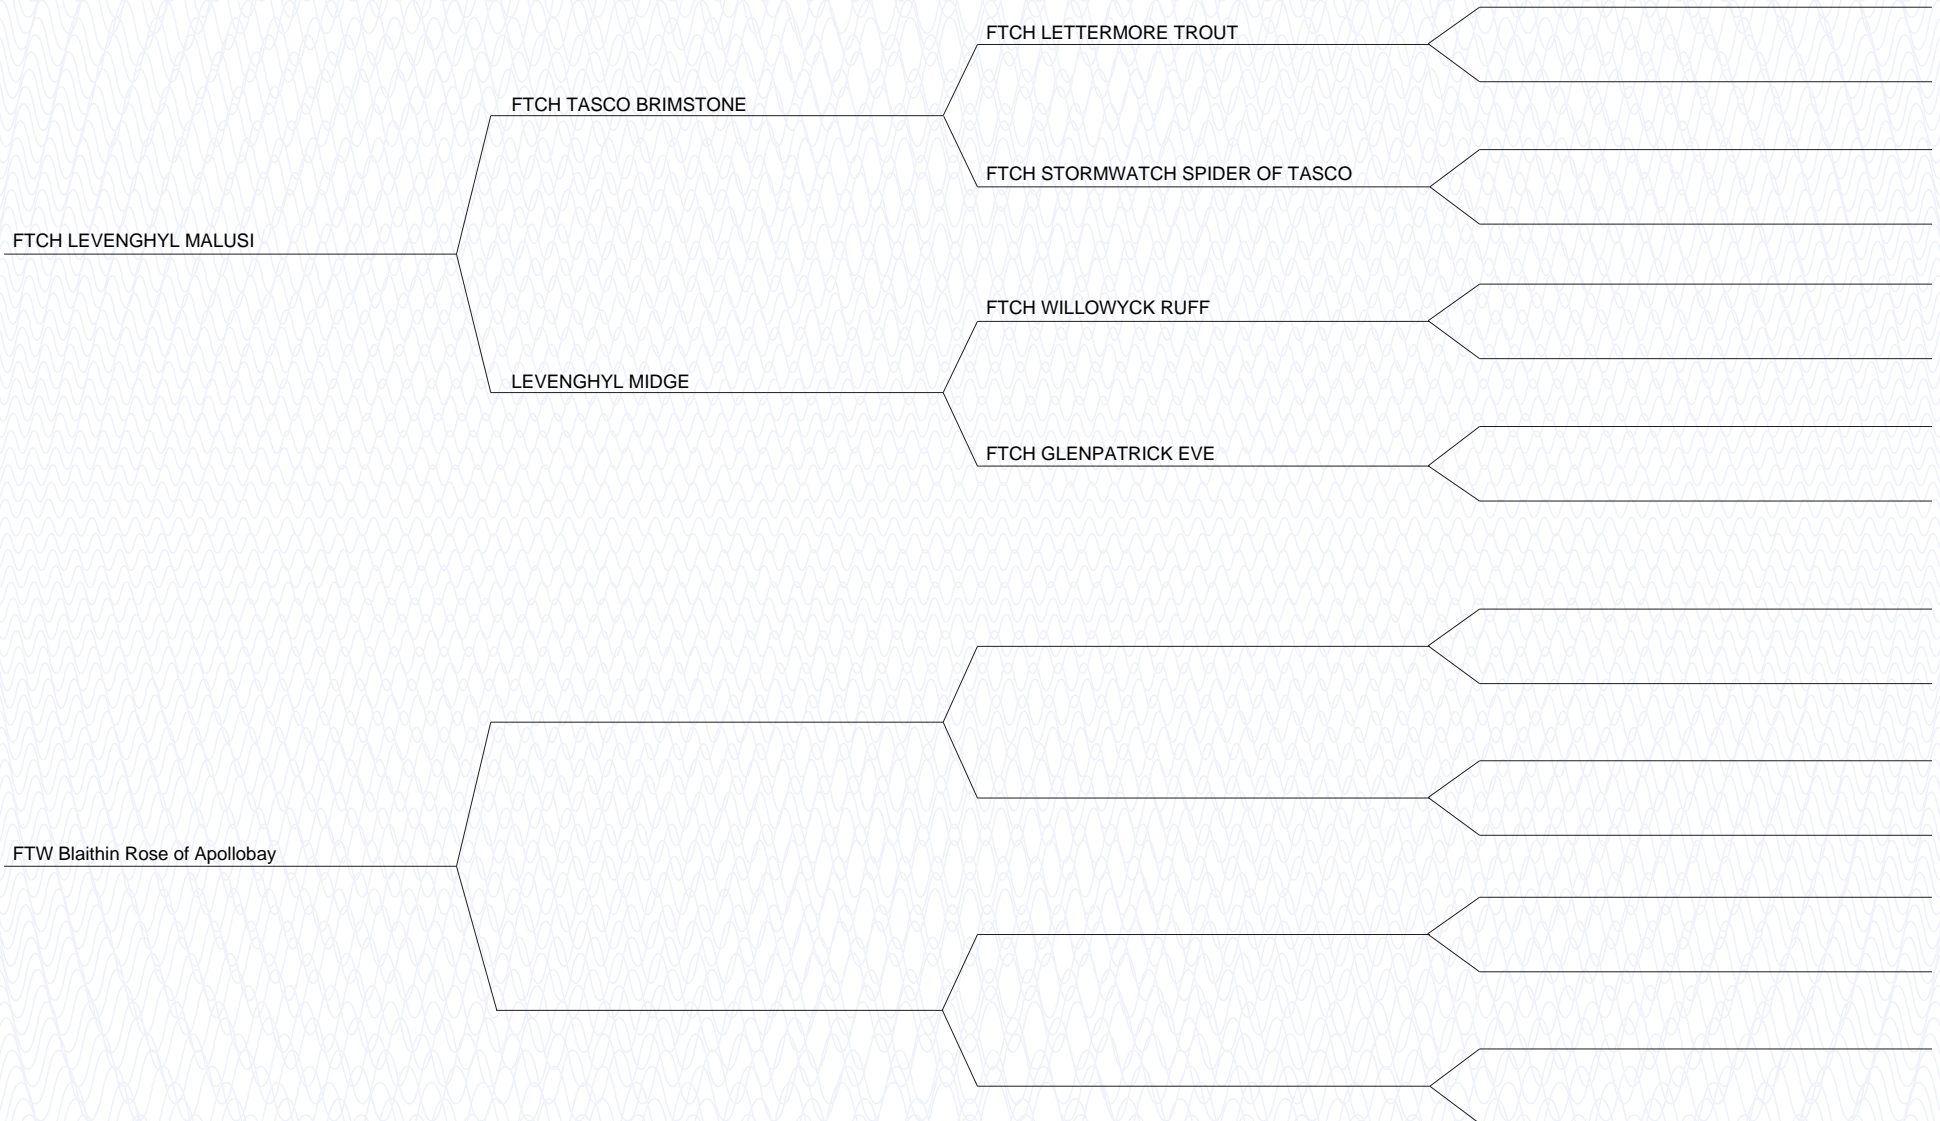 FTCH LETTERMORE TROUT
FTCH TASCO BRIMSTONE
FTCH STORMWATCH SPIDER OF TASCO
FTCH LEVENGHYL MALUSI
FTCH WILLOWYCK RUFF
LEVENGHYL MIDGE
FTCH GLENPATRICK EVE
FTW Blaithin Rose of Apollobay